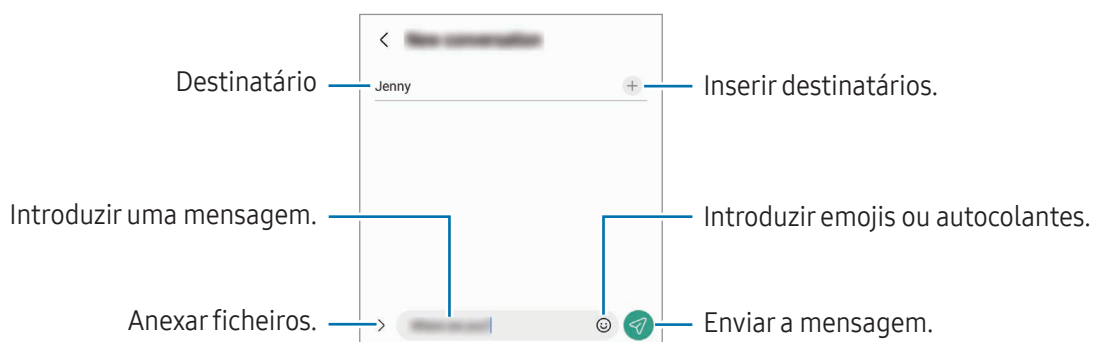 Destinatário
Jenny
Inserir destinatários.
Introduzir uma mensagem.
Introduzir emojis ou autocolantes.
Anexar ficheiros.
Enviar a mensagem.